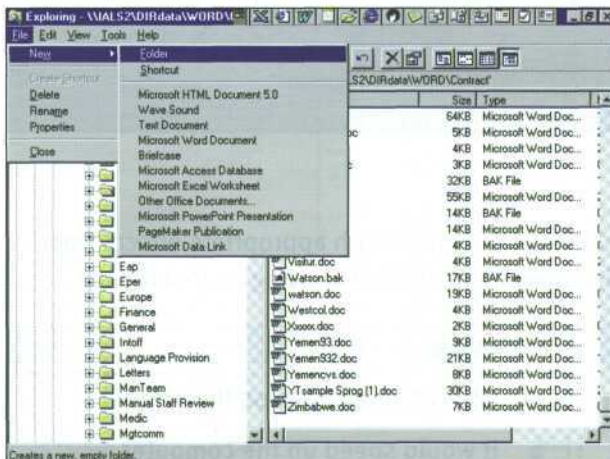 Exploring - \\IALS2\DIRdata\WORD\
File Edit View Tools Help
New
Create Shortcut
Delete
Rename
Properties
Close
Folder
Shortcut
Microsoft HTML Document 5.0
Wave Sound
Text Document
Microsoft Word Document
Briefcase
Microsoft Access Database
Microsoft Excel Worksheet
Other Office Documents...
Microsoft PowerPoint Presentation
PageMaker Publication
Microsoft Data Link
LS2\DIRdata\WORD\Contract'
Size Type
64KB Microsoft Word Doc...
5KB Microsoft Word Doc...
4KB Microsoft Word Doc...
3KB Microsoft Word Doc...
32KB BAK File
55KB Microsoft Word Doc...
14KB BAK File
14KB Microsoft Word Doc...
4KB Microsoft Word Doc...
Visitur.doc 4KB Microsoft Word Doc...
Watson.bak 17KB BAK File
watson.doc 19KB Microsoft Word Doc...
Westcol.doc 4KB Microsoft Word Doc...
Xxxxx.doc 2KB Microsoft Word Doc...
Yemen93.doc 9KB Microsoft Word Doc...
Yemen932.doc 21KB Microsoft Word Doc...
Yemencvs.doc 8KB Microsoft Word Doc...
YTsample Sprog (1).doc 30KB Microsoft Word Doc...
Zimbabwe.doc 7KB Microsoft Word Doc...
Eap
Eper
Europe
Finance
General
Intoff
Language Provision
Letters
ManTeam
Manual Staff Review
Medic
Mgtcomm
Creates a new, empty folder.